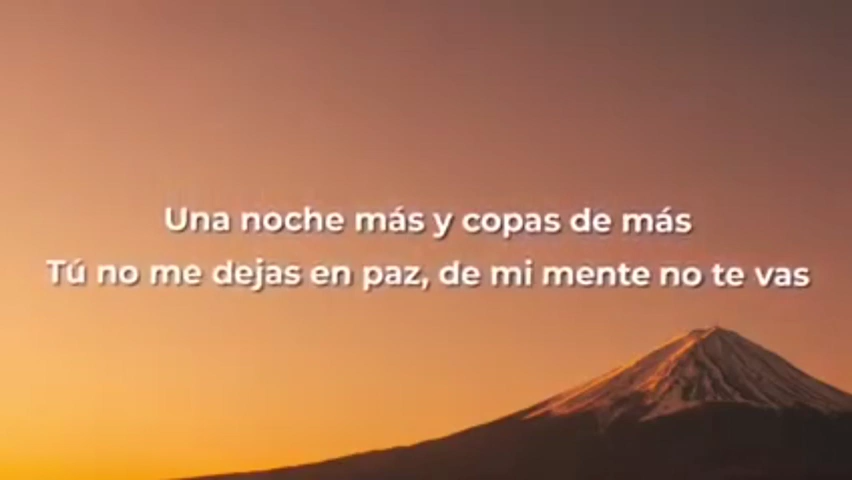 Una noche más y copas de más
Tú no me dejas en paz, de mi mente no te vas